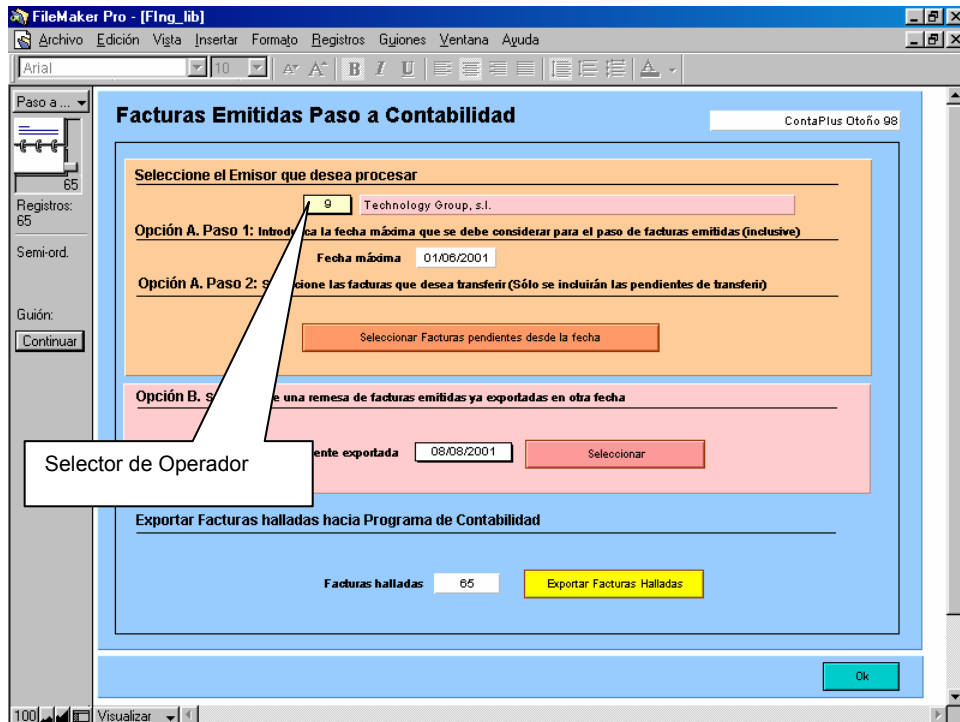 FileMaker Pro - [FIng_lib]
Archivo Edición Vista Insertar Formato Registros Guiones Ventana Ayuda
Arial 10 B I U A
Paso a ...
65
Registros:
65
Semi-ord.
Guión:
Continuar
Facturas Emitidas Paso a Contabilidad
ContaPlus Otoño 98
Seleccione el Emisor que desea procesar
9 Technology Group, s.l.
Opción A. Paso 1: Introduzca la fecha máxima que se debe considerar para el paso de facturas emitidas (inclusive)
Fecha máxima 01/06/2001
Opción A. Paso 2: S cione las facturas que desea transferir (Sólo se incluirán las pendientes de transferir)
Seleccionar Facturas pendientes desde la fecha
Opción B. s e una remesa de facturas emitidas ya exportadas en otra fecha
Selector de Operador
ente exportada 08/08/2001 Seleccionar
Exportar Facturas halladas hacia Programa de Contabilidad
Facturas halladas 65 Exportar Facturas Halladas
Ok
100 Visualizar